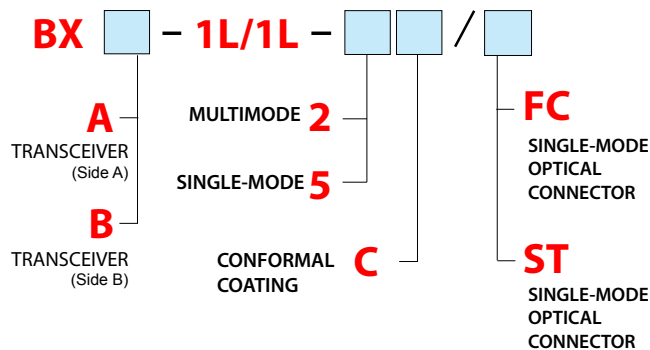 BX – 1L/1L – /
A
TRANSCEIVER
(Side A)
B
TRANSCEIVER
(Side B)
MULTIMODE 2
SINGLE-MODE 5
CONFORMAL C
COATING
FC
SINGLE-MODE
OPTICAL
CONNECTOR
ST
SINGLE-MODE
OPTICAL
CONNECTOR